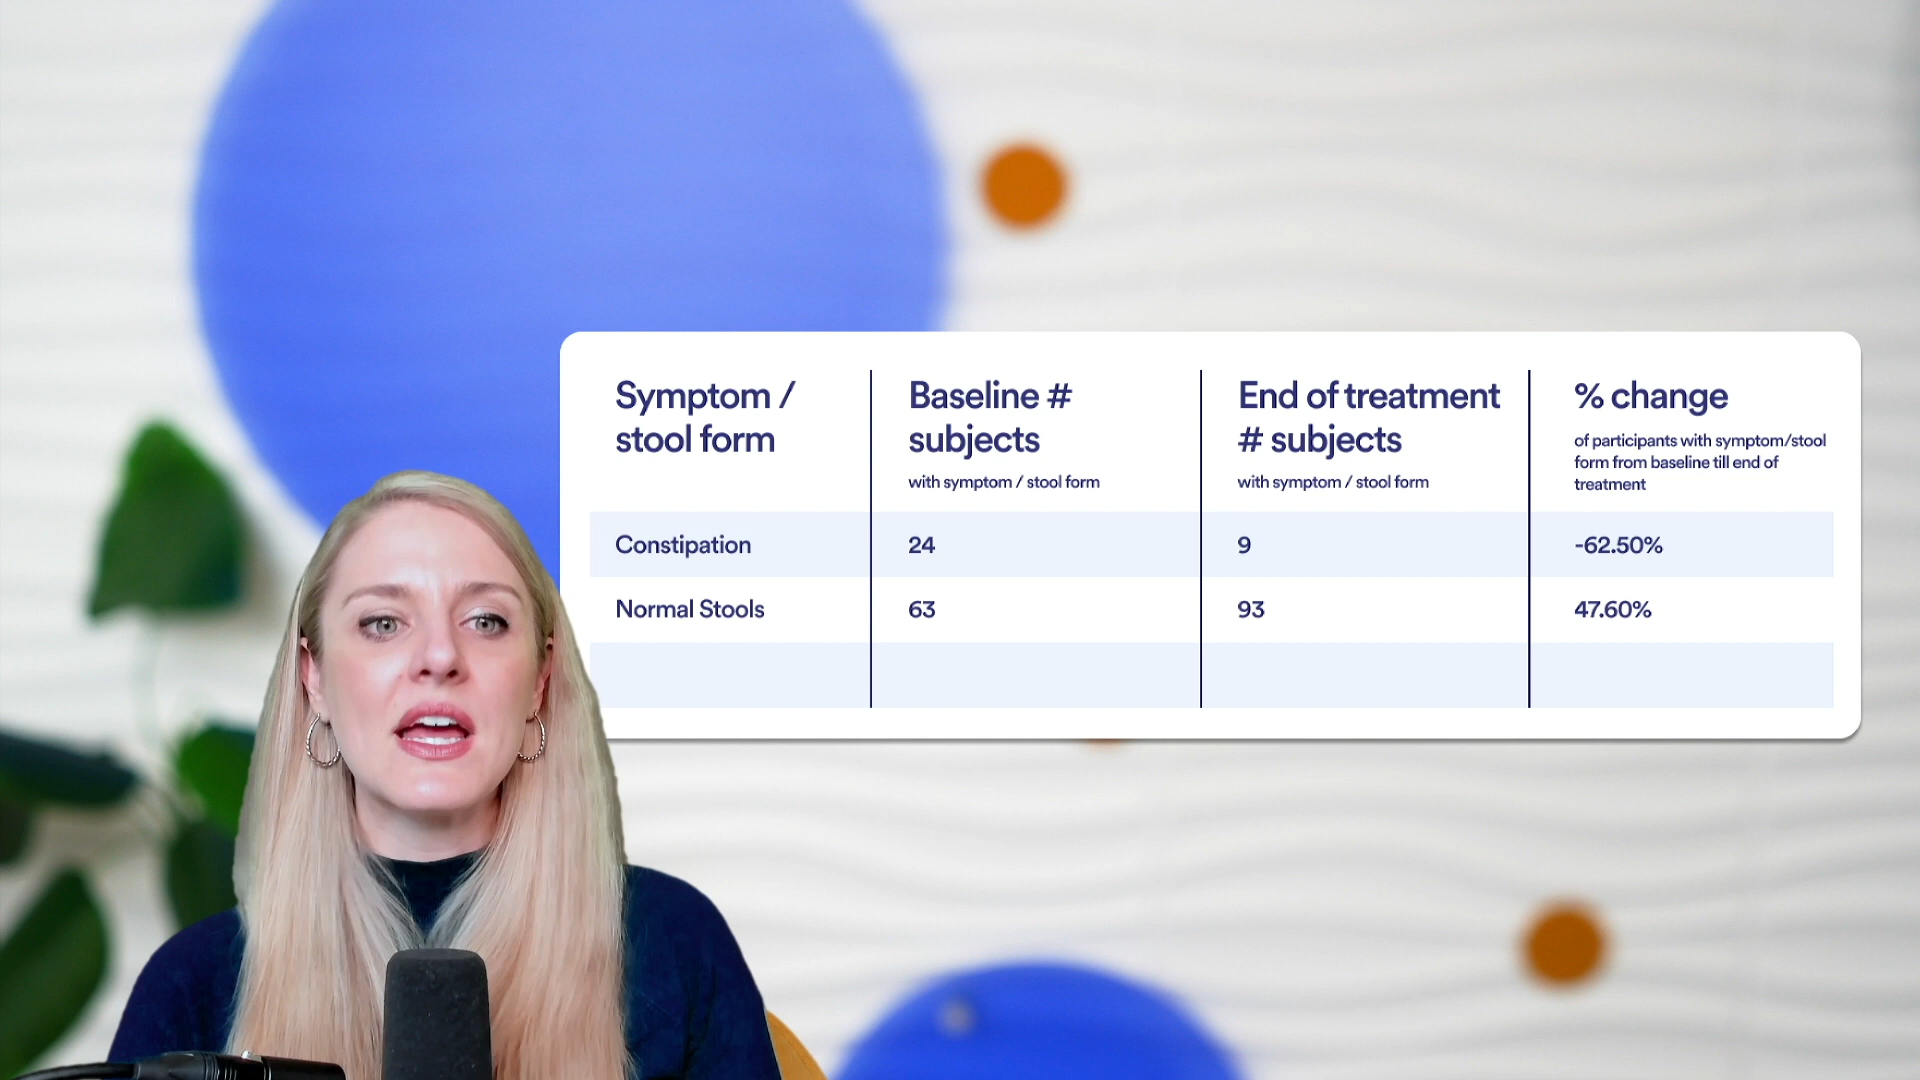 Symptom /
stool form
Baseline #
subjects
with symptom / stool form
End of treatment
# subjects
with symptom / stool form
% change
of participants with symptom/stool
form from baseline till end of
treatment
Constipation 24 9 -62.50%
Normal Stools 63 93 47.60%